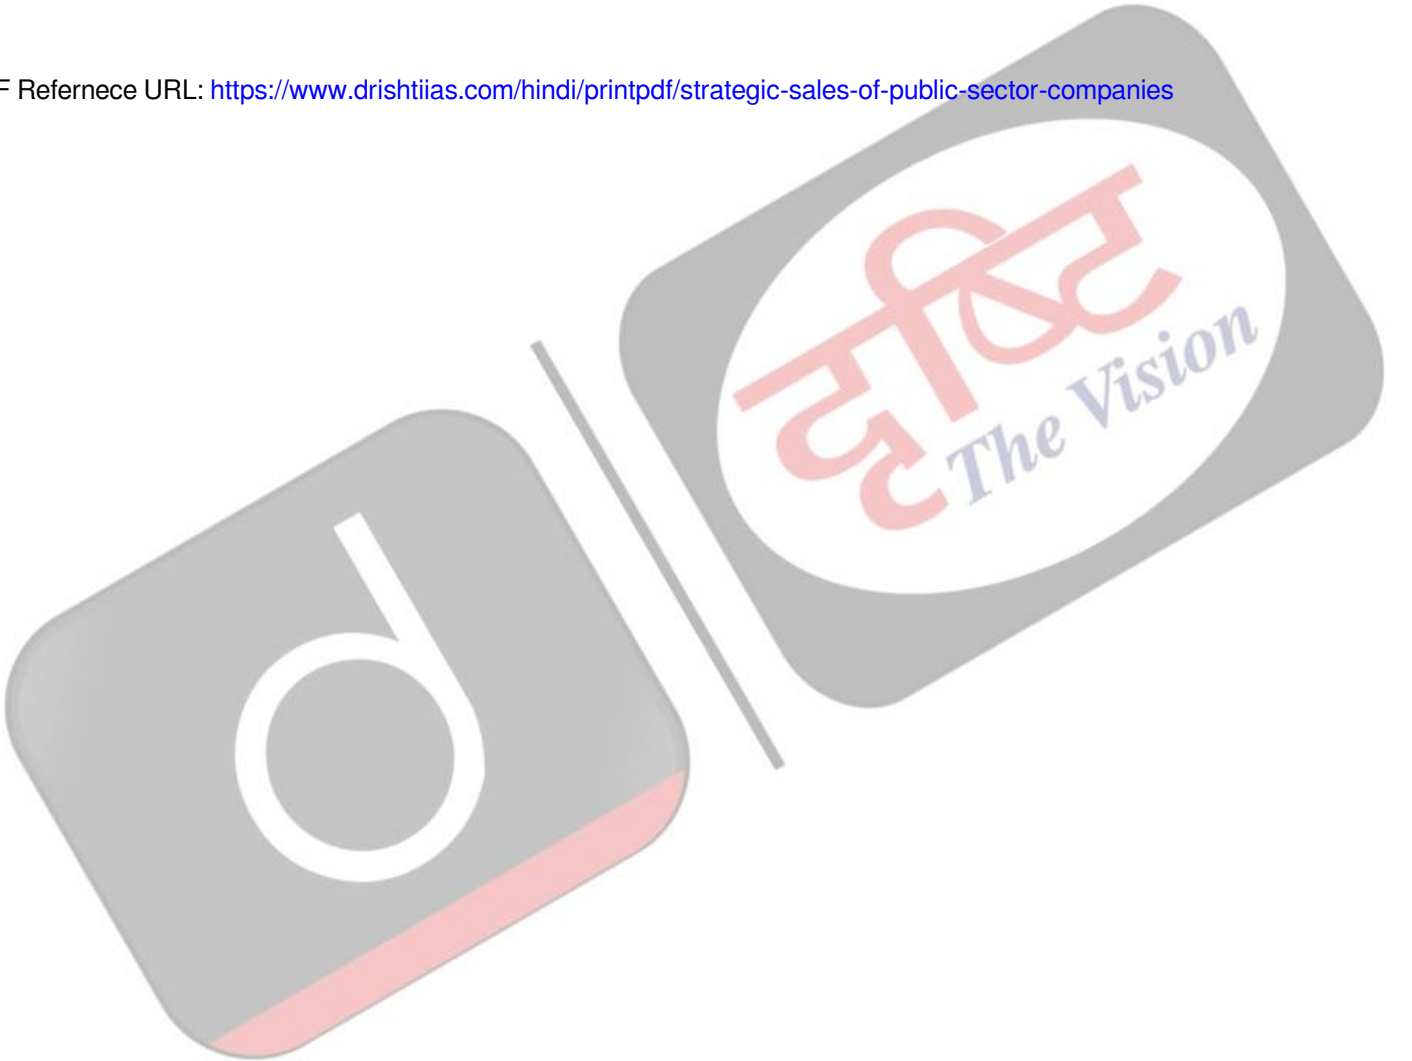 F Refernece URL: https://www.drishtiias.com/hindi/printpdf/strategic-sales-of-public-sector-companies
दृष्टि
The Vision
d